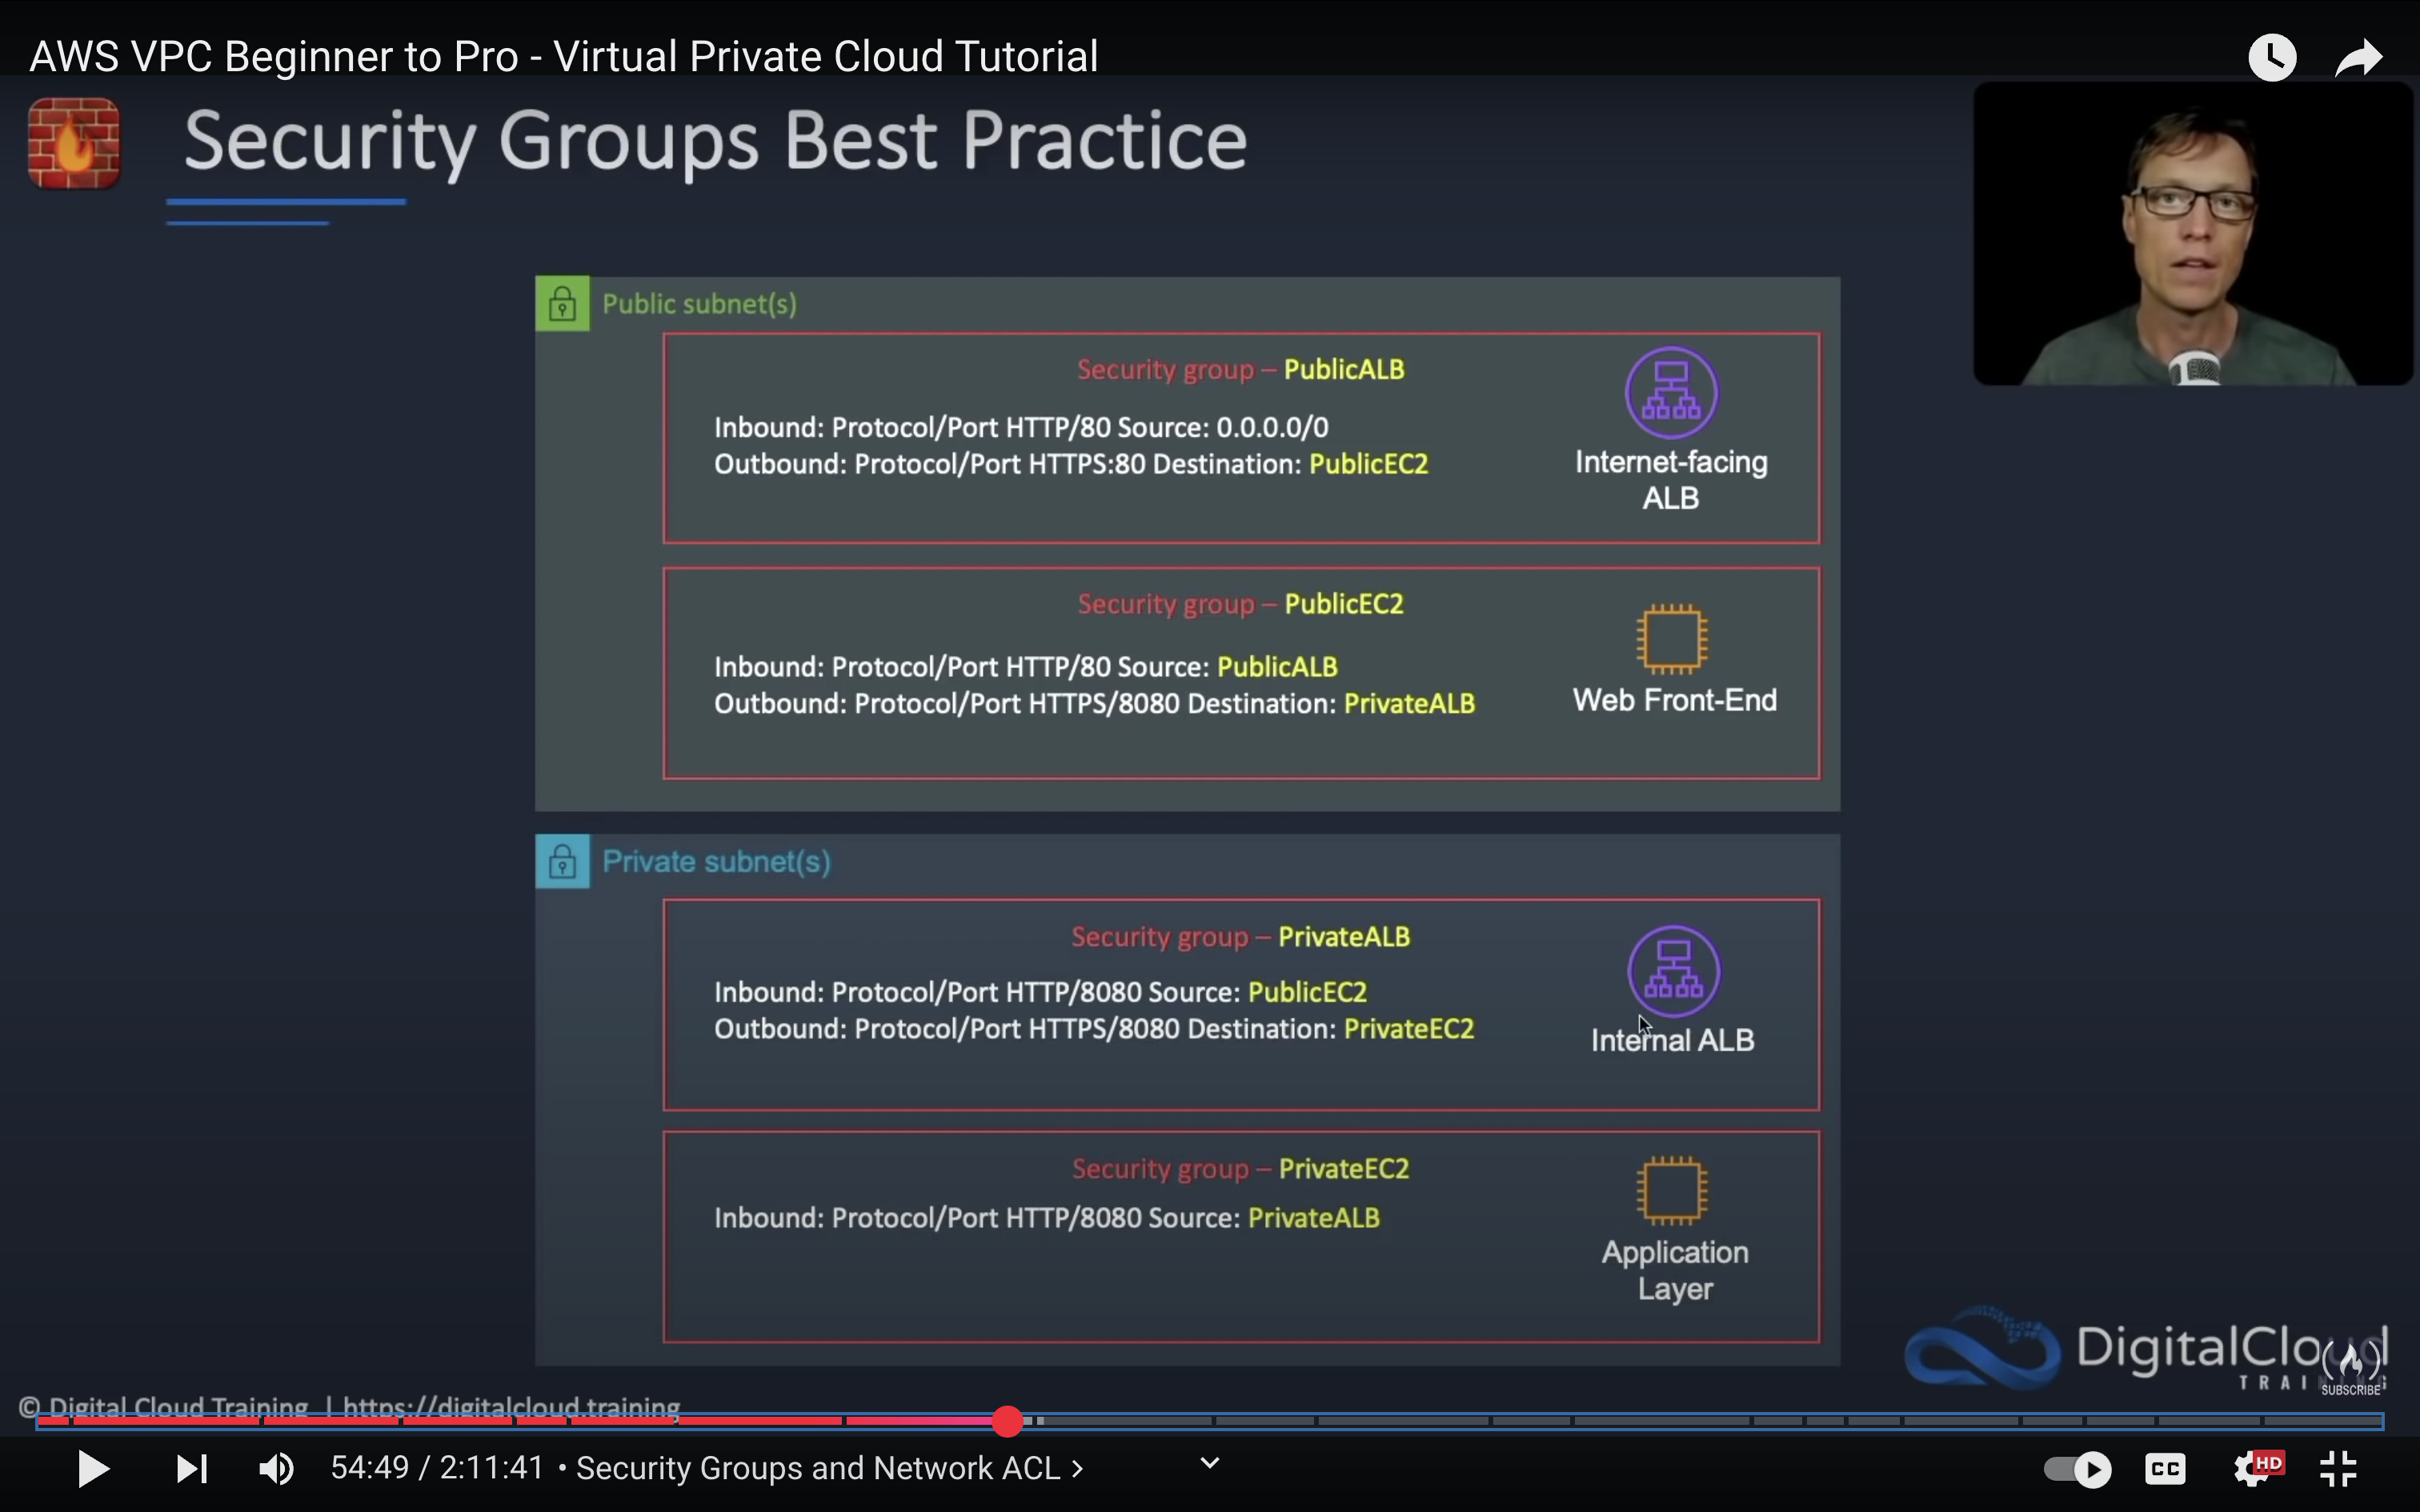 AWS VPC Beginner to Pro - Virtual Private Cloud Tutorial
Security Groups Best Practice
Public subnet(s)
Security group – PublicALB
Inbound: Protocol/Port HTTP/80 Source: 0.0.0.0/0
Outbound: Protocol/Port HTTPS:80 Destination: PublicEC2
Internet-facing
ALB
Security group – PublicEC2
Inbound: Protocol/Port HTTP/80 Source: PublicALB
Outbound: Protocol/Port HTTPS/8080 Destination: PrivateALB
Web Front-End
Private subnet(s)
Security group – PrivateALB
Inbound: Protocol/Port HTTP/8080 Source: PublicEC2
Outbound: Protocol/Port HTTPS/8080 Destination: PrivateEC2
Internal ALB
Security group – PrivateEC2
Inbound: Protocol/Port HTTP/8080 Source: PrivateALB
Application
Layer
DigitalCloud
TRAINING
SUBSCRIBE
© Digital Cloud Training | https://digitalcloud.training
54:49 / 2:11:41 • Security Groups and Network ACL >
CC
HD